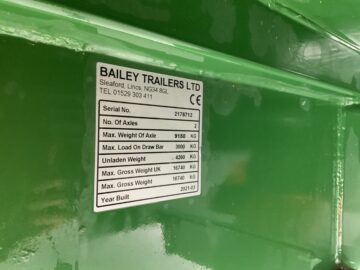 BAILEY TRAILERS LTD
Sleaford, Lincs, NG34 8GL
TEL 01529 303 411
CE
Serial No. 2178712
No. Of Axles 2
Max. Weight Of Axle 9150 KG
Max. Load On Draw Bar 3000 KG
Unladen Weight 4260 KG
Max. Gross Weight UK 16740 KG
Max. Gross Weight 16740 KG
Year Built 2021-03